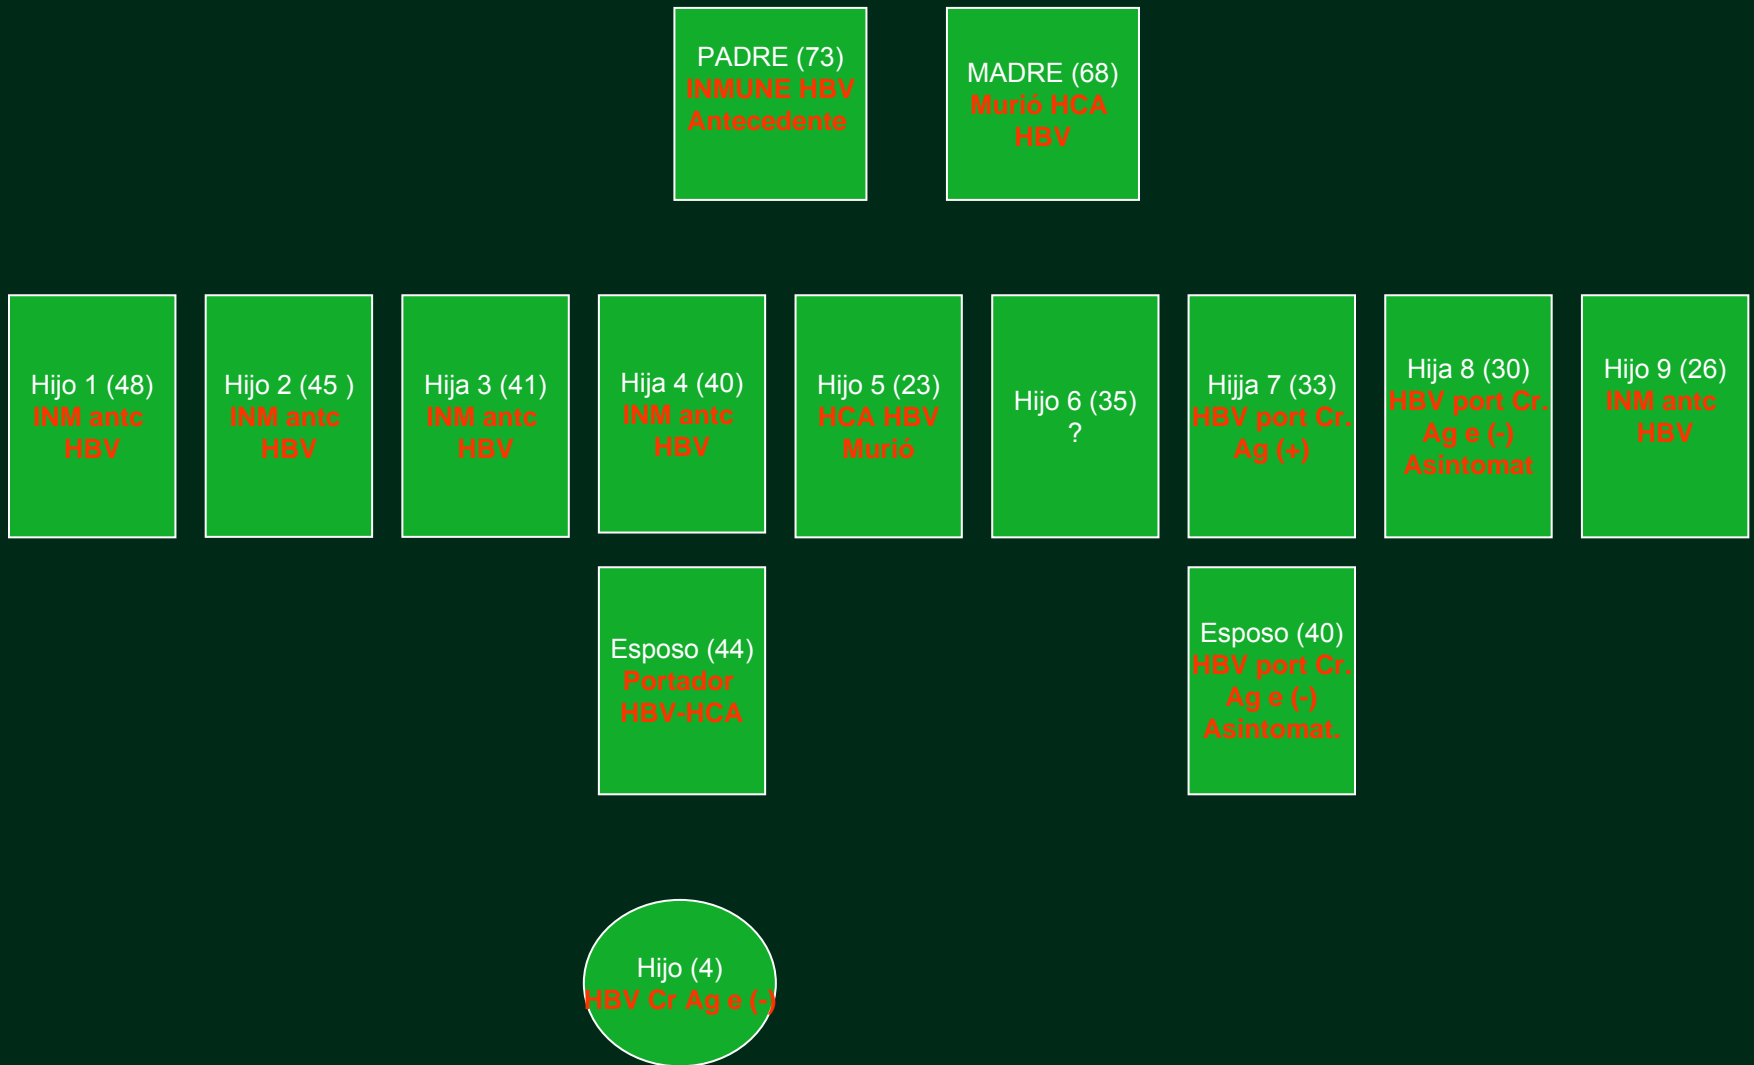 PADRE (73)
INMUNE HBV
Antecedente
MADRE (68)
Murió HCA
HBV
Hijo 1 (48)
INM antc
HBV
Hijo 2 (45 )
INM antc
HBV
Hija 3 (41)
INM antc
HBV
Hija 4 (40)
INM antc
HBV
Hijo 5 (23)
HCA HBV
Murió
Hijo 6 (35)
?
Hijja 7 (33)
HBV port Cr.
Ag (+)
Hija 8 (30)
HBV port Cr.
Ag e (-)
Asintomat
Hijo 9 (26)
INM antc
HBV
Esposo (44)
Portador
HBV-HCA
Esposo (40)
HBV port Cr.
Ag e (-)
Asintomat.
Hijo (4)
HBV Cr Ag e (-)